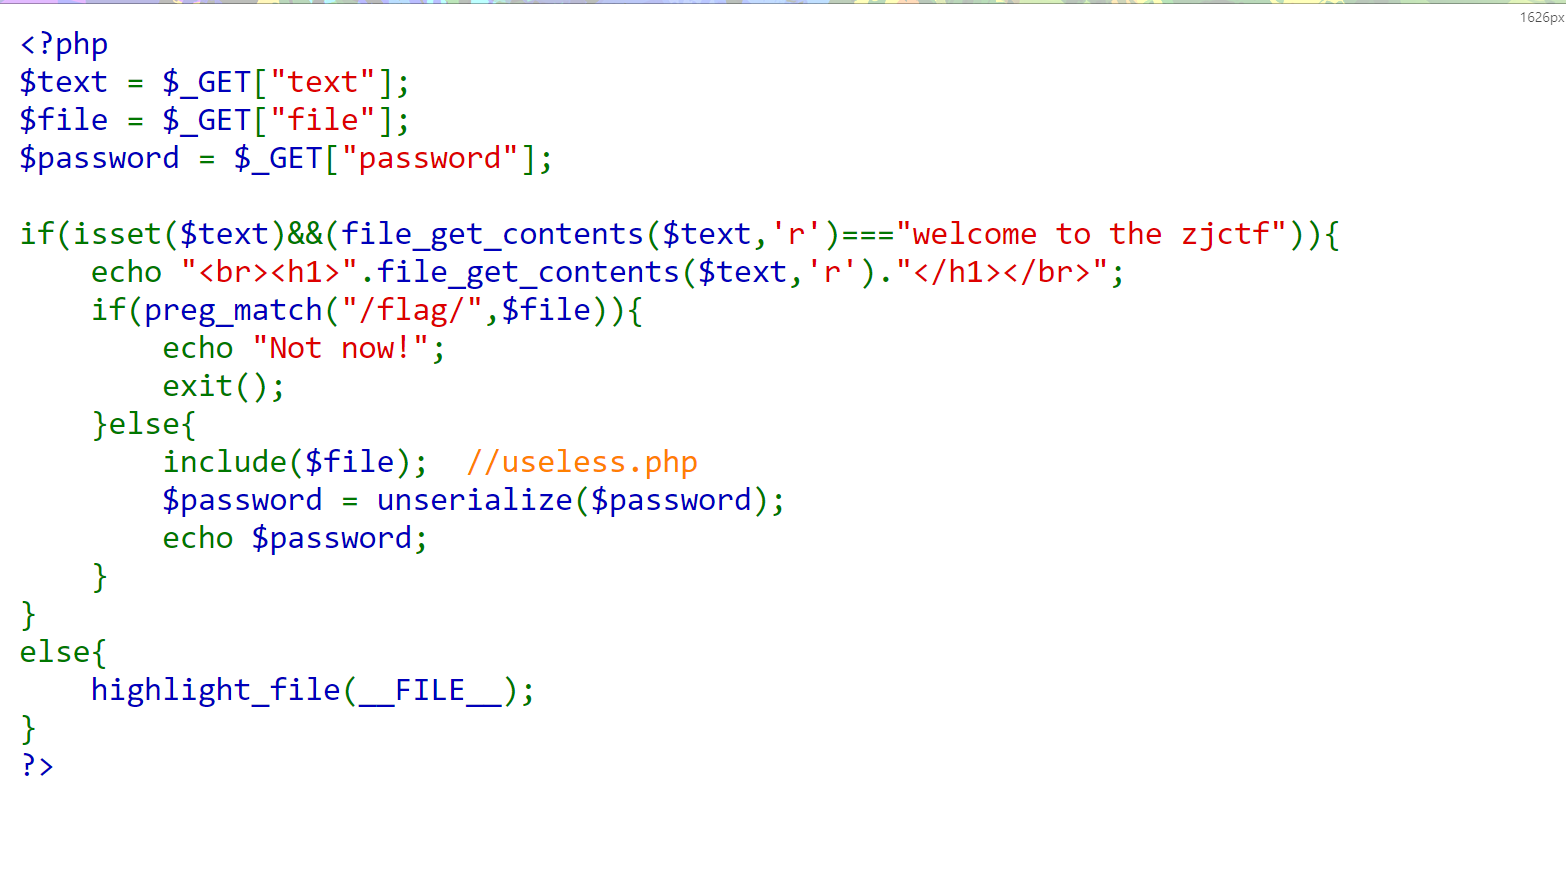 1626px
<?php
$text = $_GET["text"];
$file = $_GET["file"];
$password = $_GET["password"];
if(isset($text)&&(file_get_contents($text,'r')==="welcome to the zjctf")){
    echo "<br><h1>".file_get_contents($text,'r')."</h1></br>";
    if(preg_match("/flag/",$file)){
        echo "Not now!";
        exit();
    }else{
        include($file);  //useless.php
        $password = unserialize($password);
        echo $password;
    }
}
else{
    highlight_file(__FILE__);
}
?>